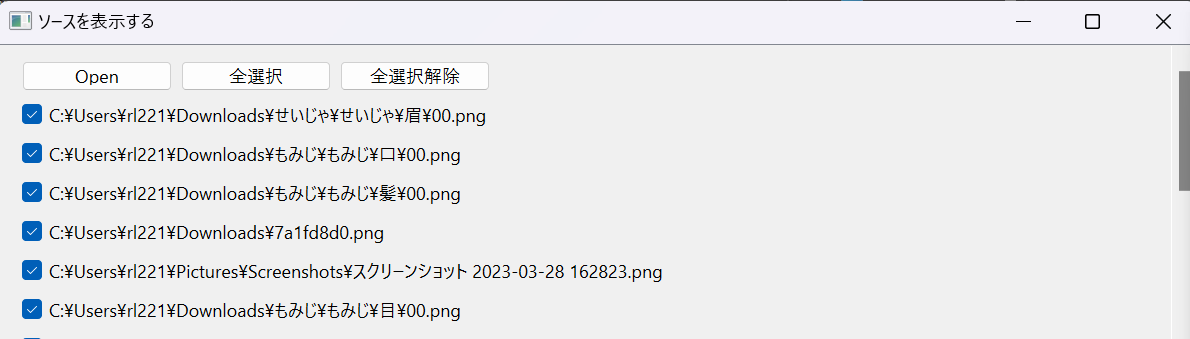 ソースを表示する
Open 全選択 全選択解除
C:¥Users¥rl221¥Downloads¥せいじゃ¥せいじゃ¥眉¥00.png
C:¥Users¥rl221¥Downloads¥もみじ¥もみじ¥口¥00.png
C:¥Users¥rl221¥Downloads¥もみじ¥もみじ¥髪¥00.png
C:¥Users¥rl221¥Downloads¥7a1fd8d0.png
C:¥Users¥rl221¥Pictures¥Screenshots¥スクリーンショット 2023-03-28 162823.png
C:¥Users¥rl221¥Downloads¥もみじ¥もみじ¥目¥00.png